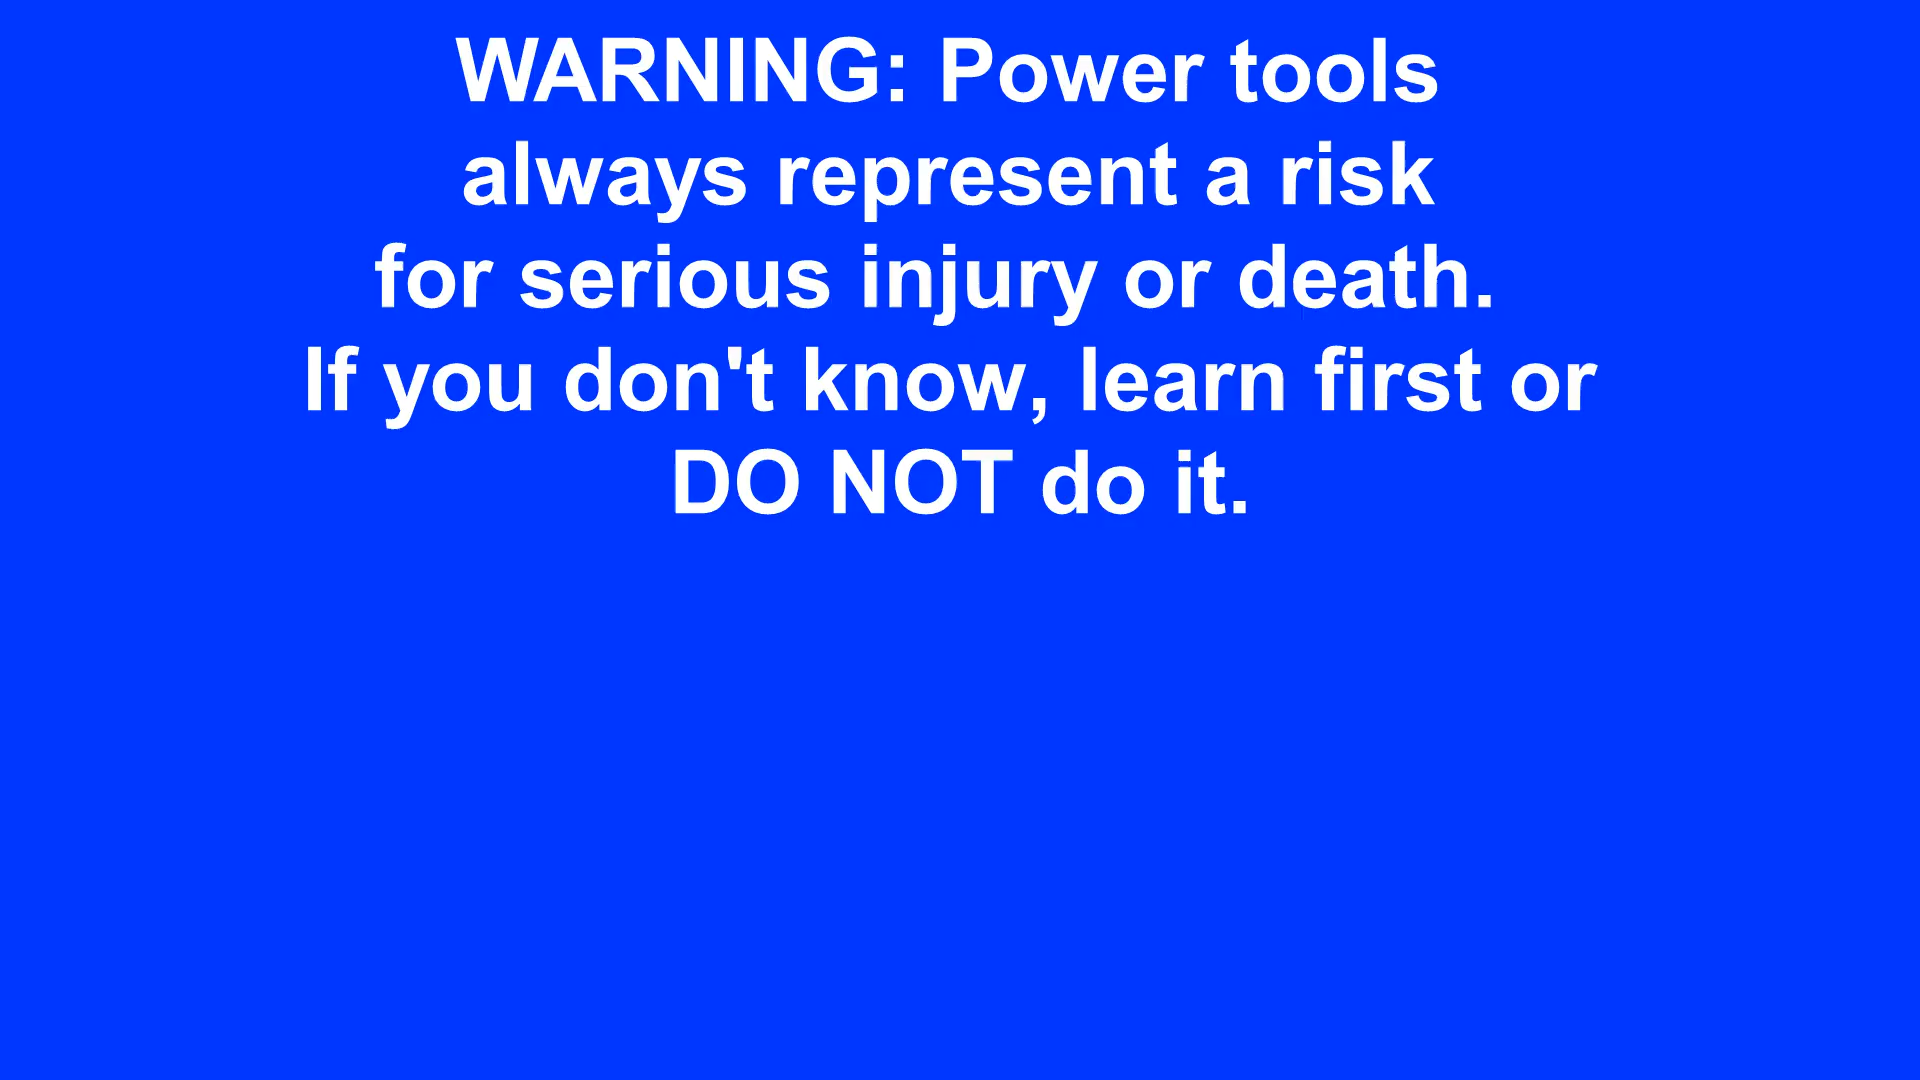 WARNING: Power tools
always represent a risk
for serious injury or death.
If you don't know, learn first or
DO NOT do it.